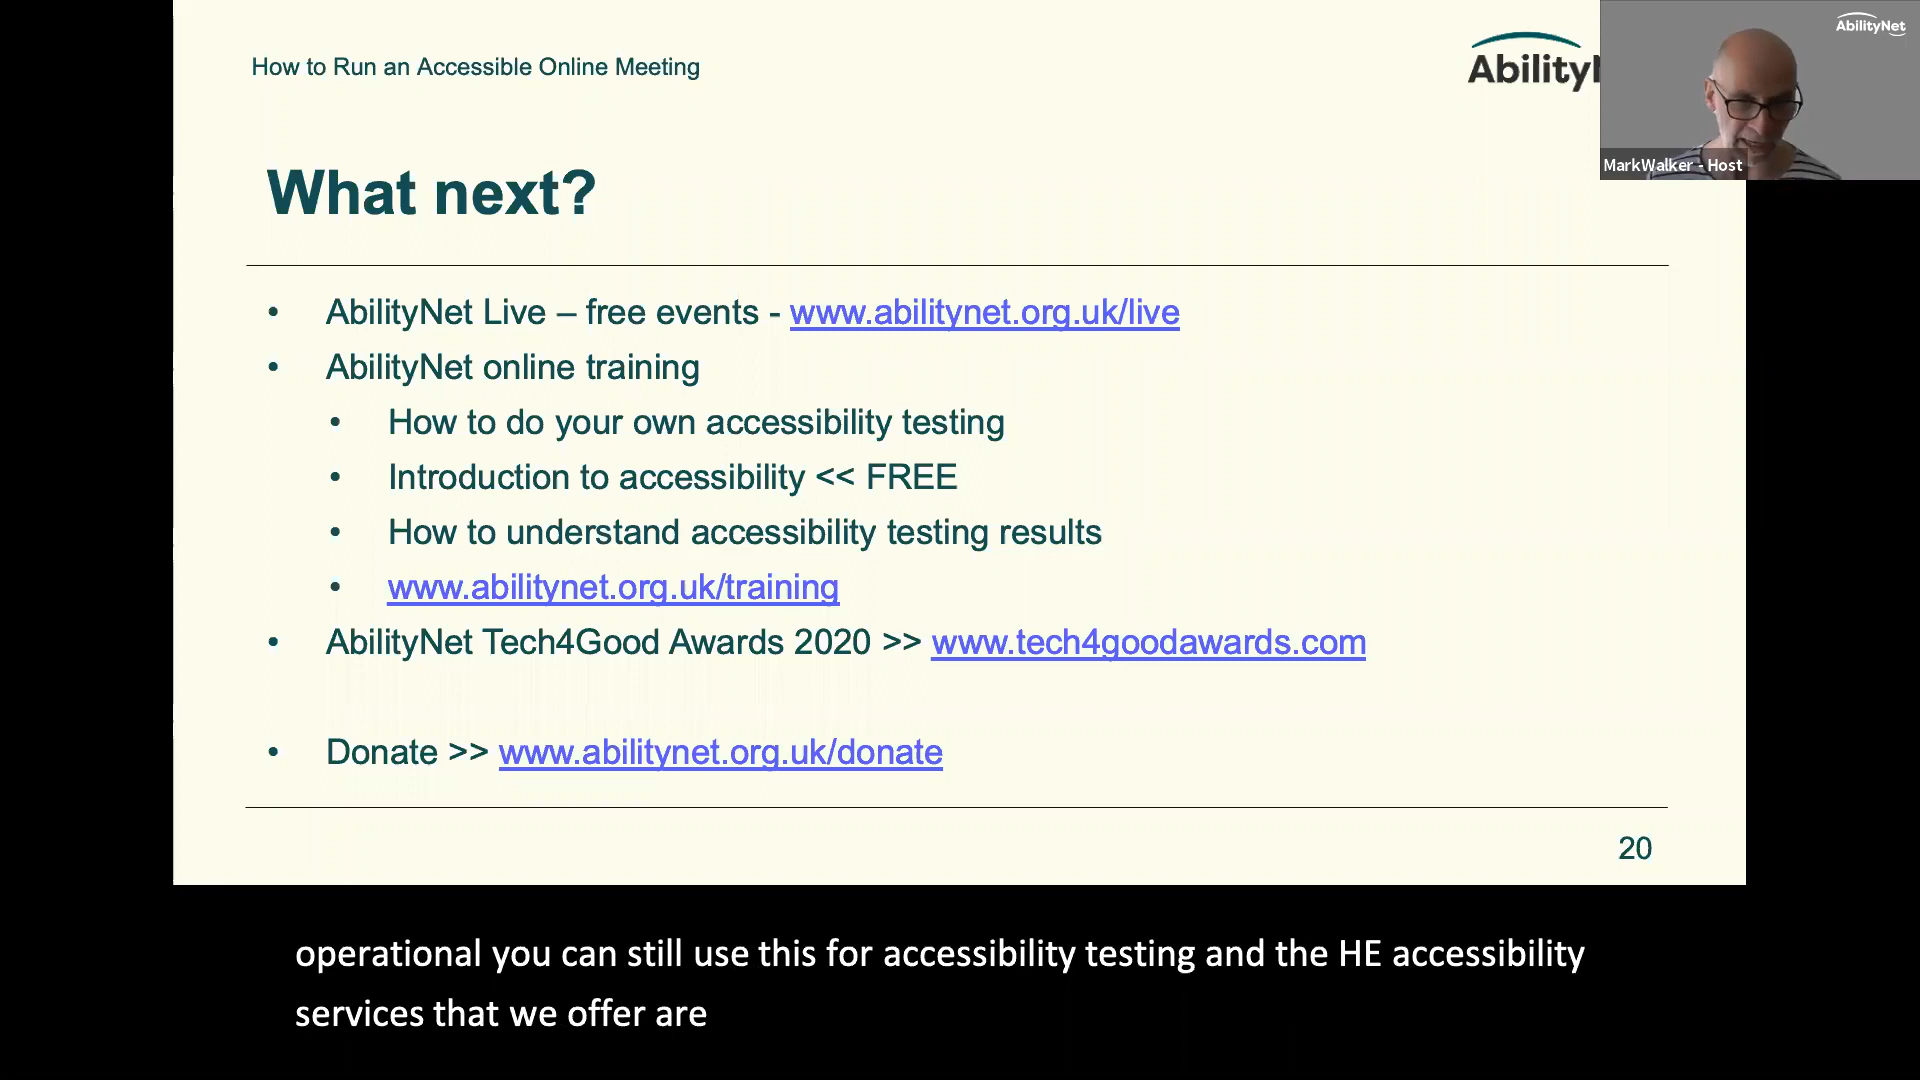 How to Run an Accessible Online Meeting
Ability
AbilityNet
MarkWalker - Host
What next?
• AbilityNet Live – free events - www.abilitynet.org.uk/live
• AbilityNet online training
• How to do your own accessibility testing
• Introduction to accessibility << FREE
• How to understand accessibility testing results
• www.abilitynet.org.uk/training
• AbilityNet Tech4Good Awards 2020 >> www.tech4goodawards.com
• Donate >> www.abilitynet.org.uk/donate
20
operational you can still use this for accessibility testing and the HE accessibility
services that we offer are